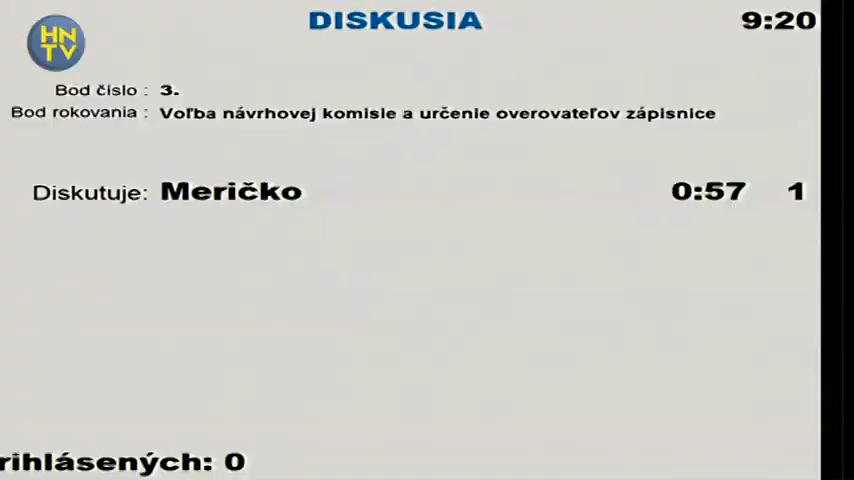 HN
TV
DISKUSIA
9:20
Bod číslo : 3.
Bod rokovania : Voľba návrhovej komisie a určenie overovateľov zápisnice
Diskutuje: Meričko 0:57 1
rihlásených: 0